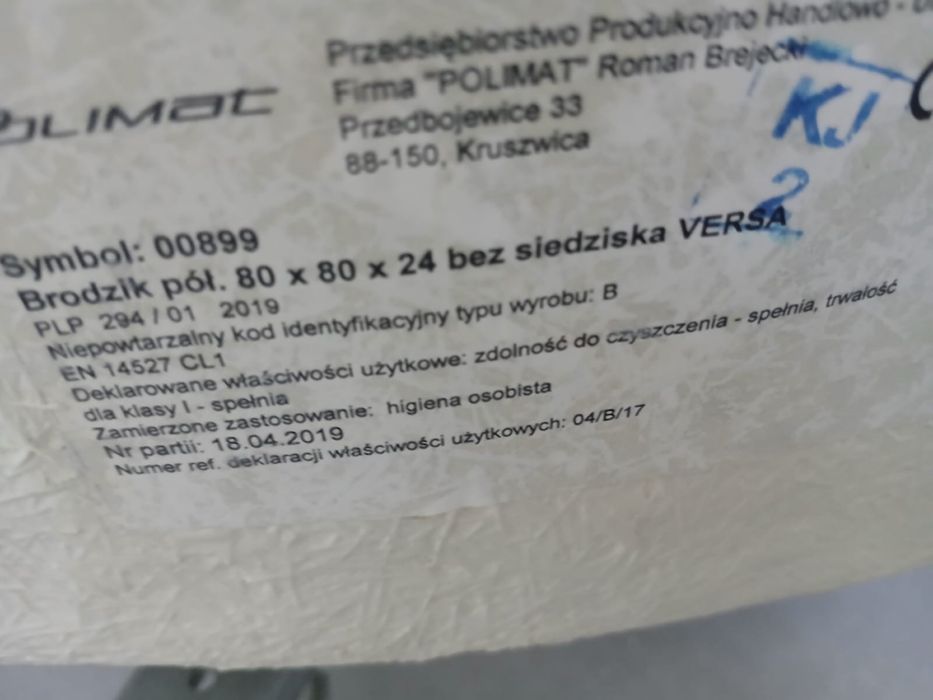 POLIMAT
Przedsiębiorstwo Produkcyjno Handlowo -
Firma "POLIMAT" Roman Brejecki
Przedbojewice 33
88-150, Kruszwica
KJ
2
Symbol: 00899
Brodzik pół. 80 x 80 x 24 bez siedziska VERSA
PLP 294 / 01 2019
Niepowtarzalny kod identyfikacyjny typu wyrobu: B
EN 14527 CL1
Deklarowane właściwości użytkowe: zdolność do czyszczenia - spełnia, trwałość
dla klasy I - spełnia
Zamierzone zastosowanie: higiena osobista
Nr partii: 18.04.2019
Numer ref. deklaracji właściwości użytkowych: 04/B/17